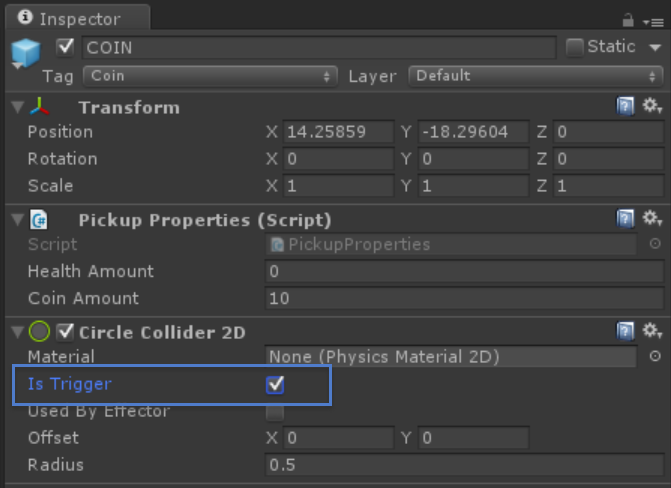 Inspector
COIN Static
Tag Coin Layer Default
Transform
Position X 14.25859 Y -18.29604 Z 0
Rotation X 0 Y 0 Z 0
Scale X 1 Y 1 Z 1
Pickup Properties (Script)
Script PickupProperties
Health Amount 0
Coin Amount 10
Circle Collider 2D
Material None (Physics Material 2D)
Is Trigger
Used By Effector
Offset X 0 Y 0
Radius 0.5